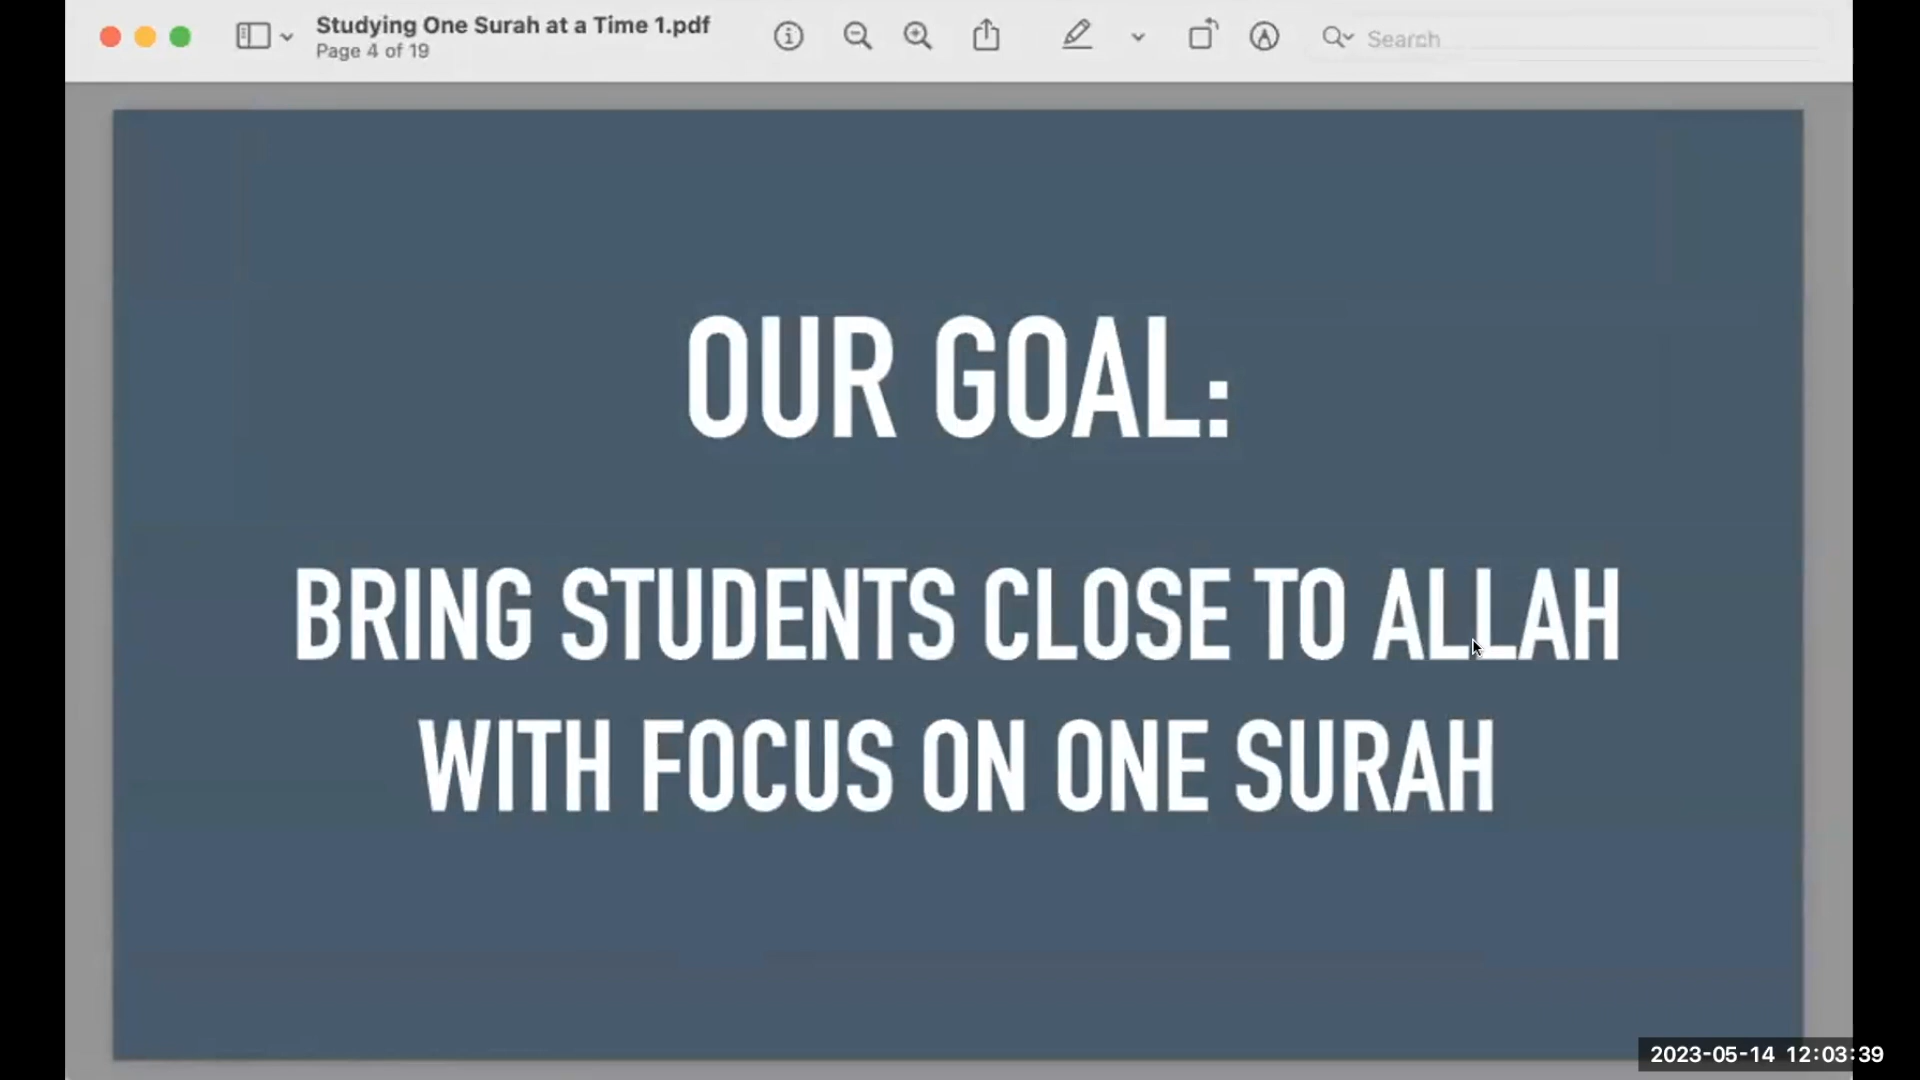 Studying One Surah at a Time 1.pdf
Page 4 of 19
Search
OUR GOAL:
BRING STUDENTS CLOSE TO ALLAH
WITH FOCUS ON ONE SURAH
2023-05-14 12:03:39